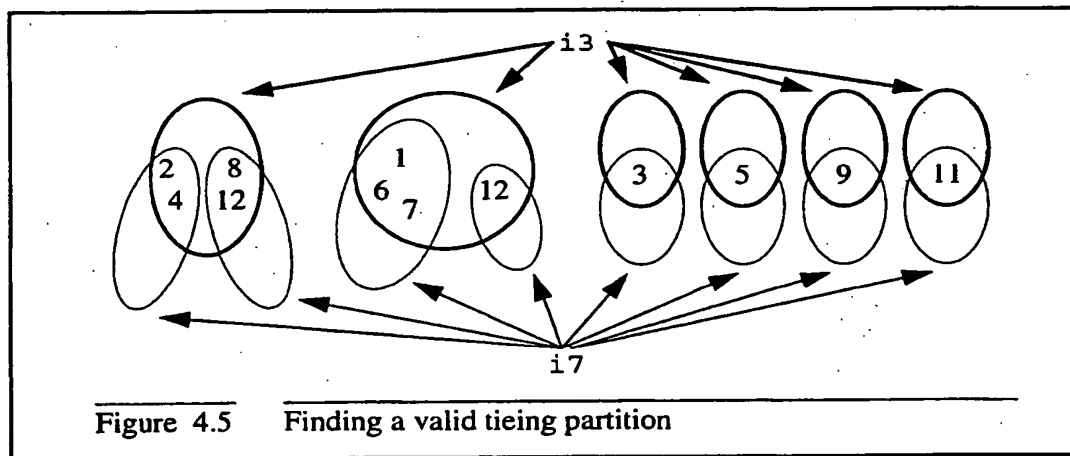 i3
2 8 1 3 5 9 11
4 12 6 7 12
i7
Figure 4.5 Finding a valid tieing partition